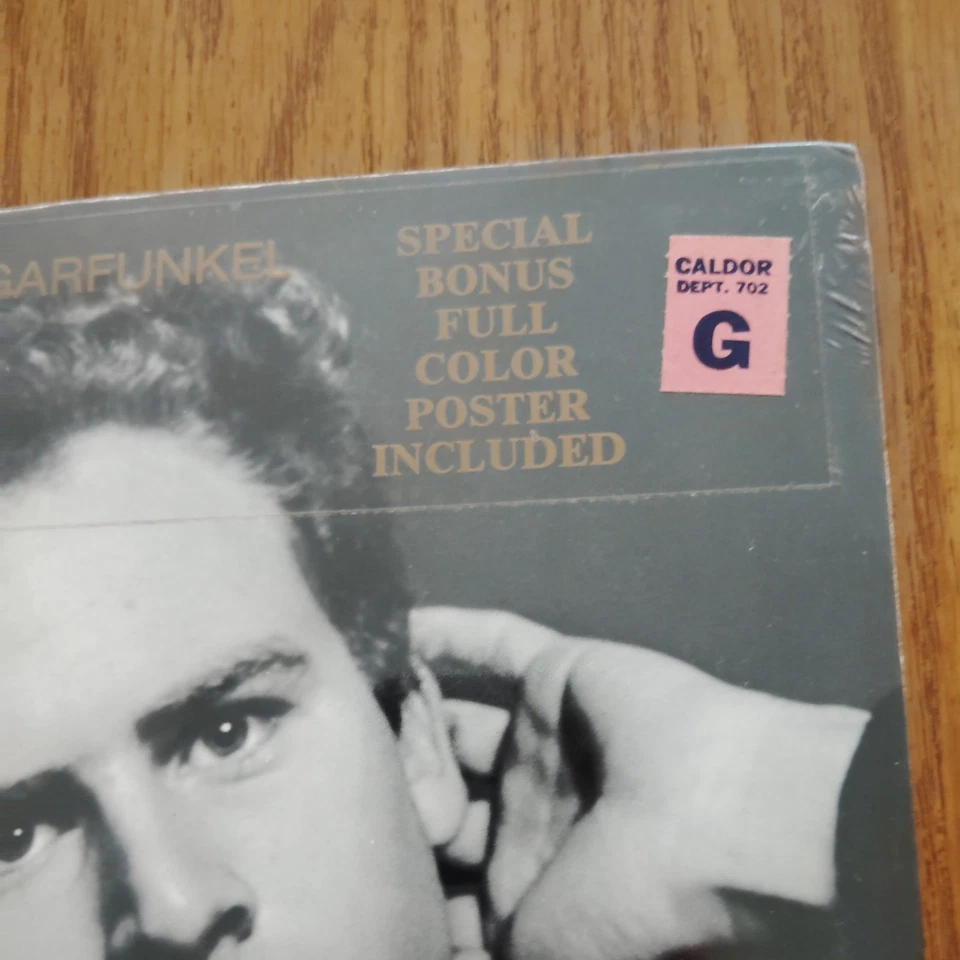 GARFUNKEL
SPECIAL
BONUS
FULL
COLOR
POSTER
INCLUDED
CALDOR
DEPT. 702
G